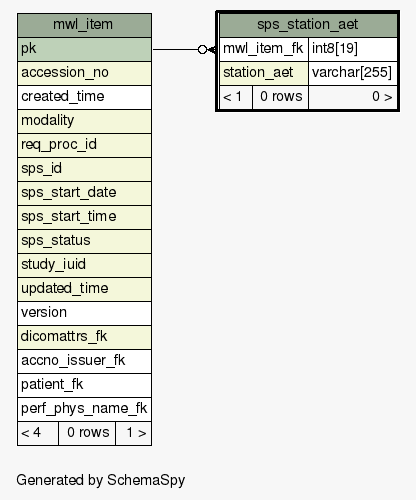 mwl_item
pk
accession_no
created_time
modality
req_proc_id
sps_id
sps_start_date
sps_start_time
sps_status
study_iuid
updated_time
version
dicomattrs_fk
accno_issuer_fk
patient_fk
perf_phys_name_fk
< 4 0 rows 1 >
sps_station_aet
mwl_item_fk int8[19]
station_aet varchar[255]
< 1 0 rows 0 >
Generated by SchemaSpy